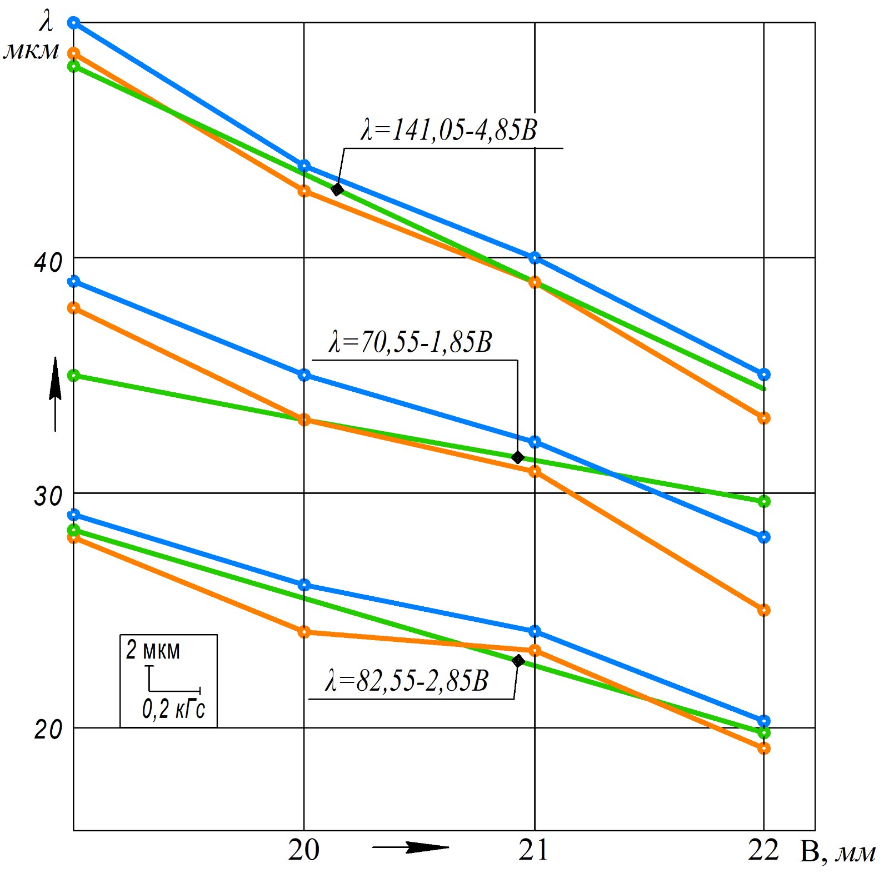 λ
мкм
λ=141,05-4,85В
40
λ=70,55-1,85В
30
2 мкм
0,2 кГс
λ=82,55-2,85В
20
20 21 22 В, мм